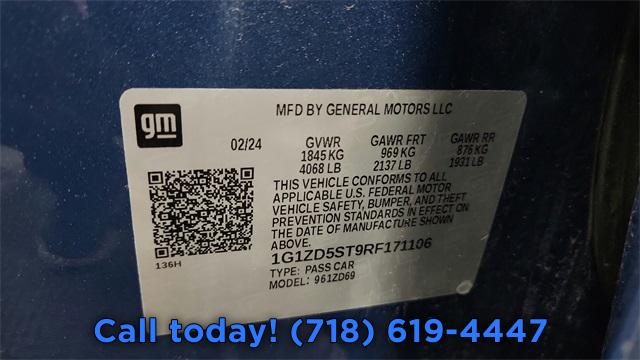 gm
MFD BY GENERAL MOTORS LLC
02/24 GVWR GAWR FRT GAWR RR
1845 KG 969 KG 876 KG
4068 LB 2137 LB 1931 LB
THIS VEHICLE CONFORMS TO ALL
APPLICABLE U.S. FEDERAL MOTOR
VEHICLE SAFETY, BUMPER, AND THEFT
PREVENTION STANDARDS IN EFFECT ON
THE DATE OF MANUFACTURE SHOWN
ABOVE.
136H
1G1ZD5ST9RF171106
TYPE: PASS CAR
MODEL: 961ZD69
Call today! (718) 619-4447